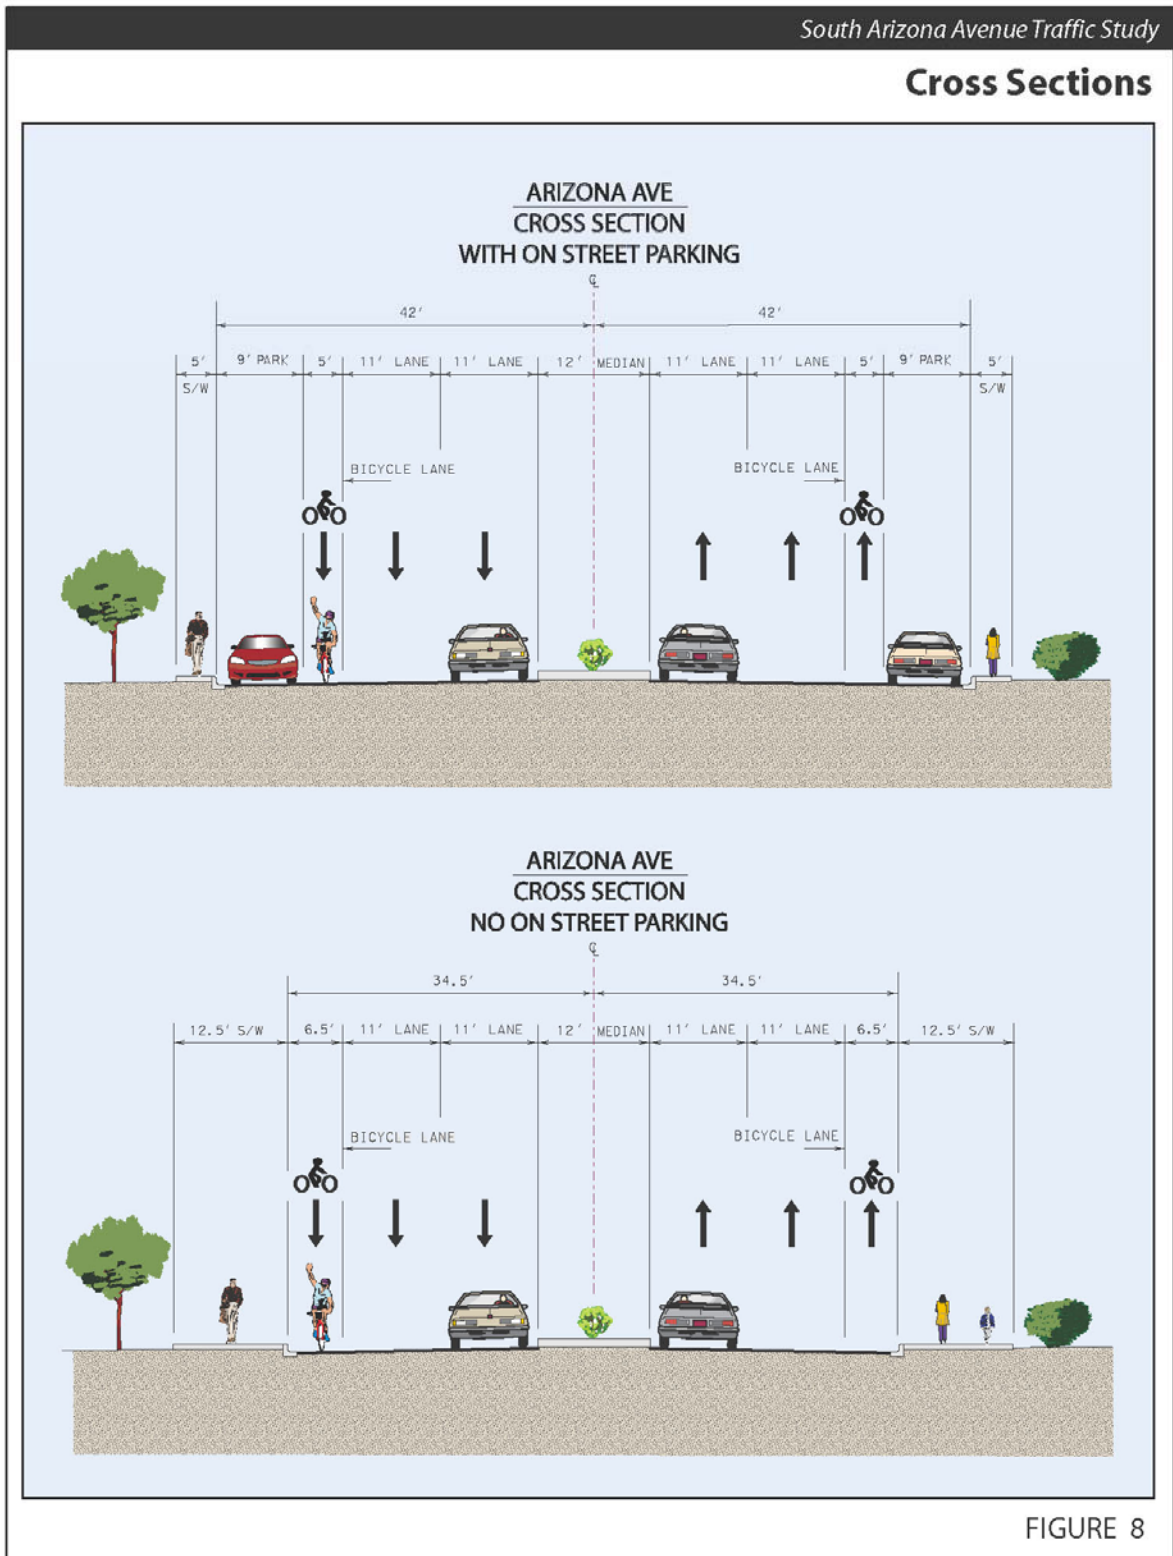 South Arizona Avenue Traffic Study
Cross Sections
ARIZONA AVE
CROSS SECTION
WITH ON STREET PARKING
℄
42' 42'
5' 9' PARK 5' 11' LANE 11' LANE 12' MEDIAN 11' LANE 11' LANE 5' 9' PARK 5'
S/W S/W
BICYCLE LANE BICYCLE LANE
ARIZONA AVE
CROSS SECTION
NO ON STREET PARKING
℄
34.5' 34.5'
12.5' S/W 6.5' 11' LANE 11' LANE 12' MEDIAN 11' LANE 11' LANE 6.5' 12.5' S/W
BICYCLE LANE BICYCLE LANE
FIGURE 8